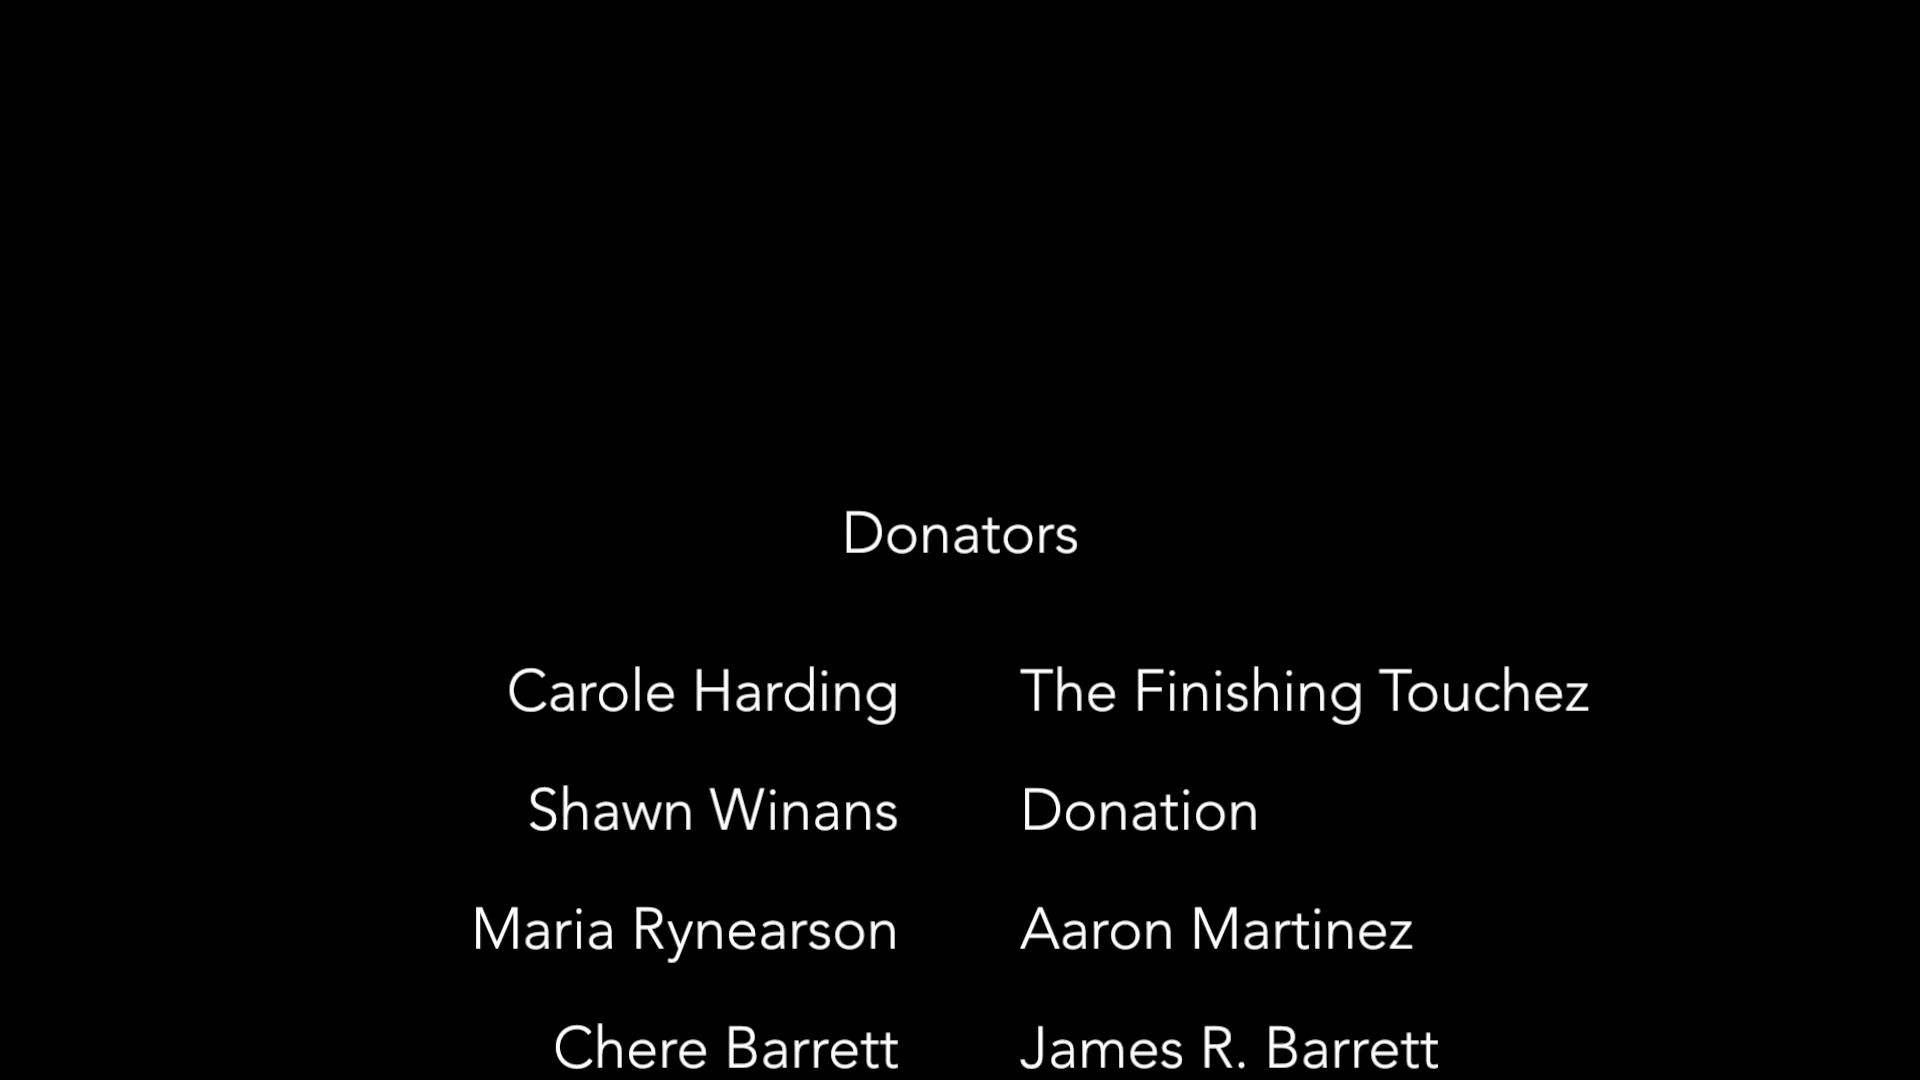 Donators
Carole Harding The Finishing Touchez
Shawn Winans Donation
Maria Rynearson Aaron Martinez
Chere Barrett James R. Barrett